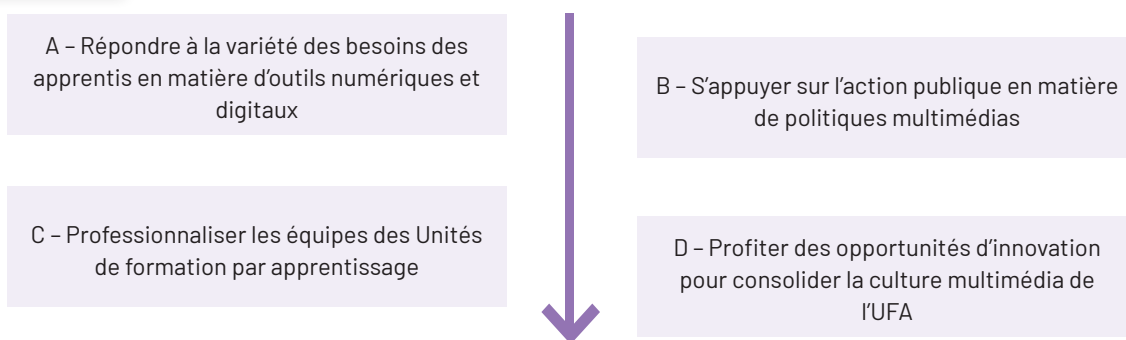 A – Répondre à la variété des besoins des
apprentis en matière d’outils numériques et
digitaux
B – S’appuyer sur l’action publique en matière
de politiques multimédias
C – Professionnaliser les équipes des Unités
de formation par apprentissage
D – Profiter des opportunités d’innovation
pour consolider la culture multimédia de
l’UFA